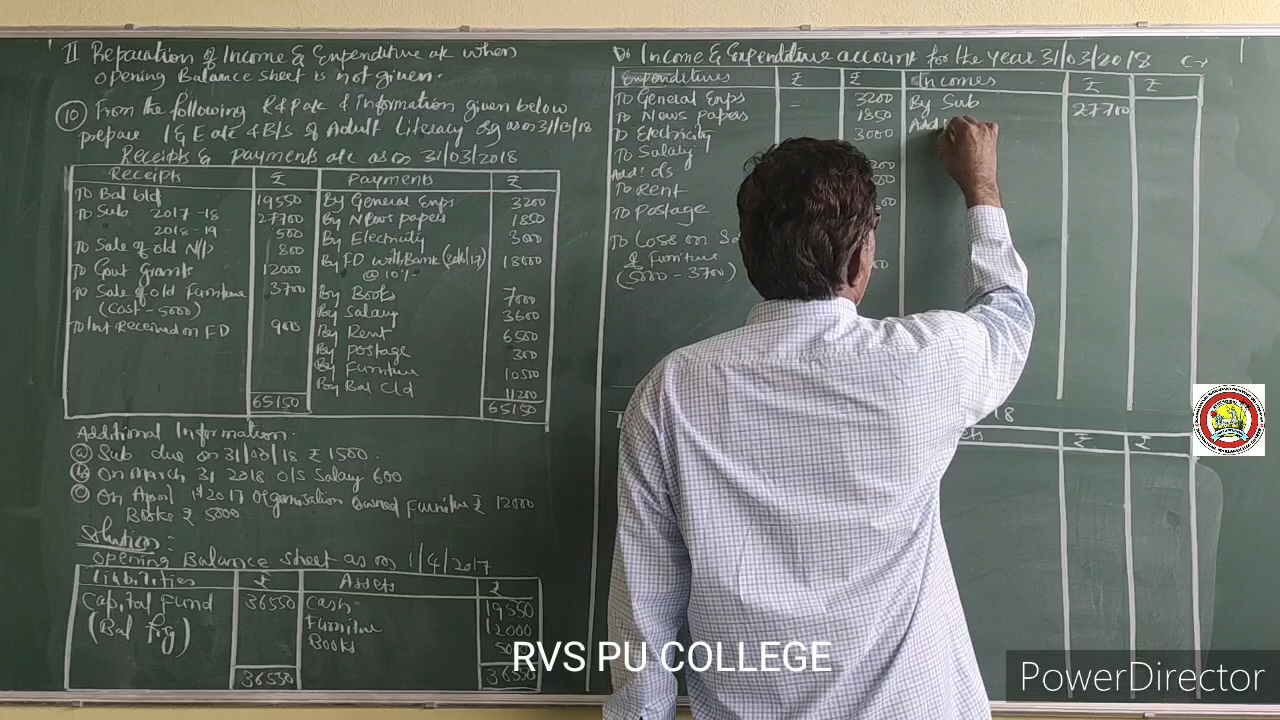 II Preparation of Income & Expenditure a/c when
opening Balance sheet is not given.
10 From the following R&P a/c & information given below
prepare I&E a/c & B/S of Adult Literacy Org as on 31/03/18
Receipts & payments a/c as on 31/03/2018
Receipts ₹ payments ₹
To Bal b/d 19550 By General Exps 3200
To Sub 2017-18 27700 By News papers 1850
2018-19 500 By Electricity 3000
To Sale of old N/p 800 By FD with Bank 18000
@ 10%
To Govt Grants 12000 By Books 7000
To Sale of old Furniture 3700 By Salary 3600
(Cost - 5000) By Rent 6500
To Int Received on FD 900 By postage 300
By Furniture 10500
By Bal C/d 11200
65150 65150
Additional Information.
a Sub due on 31/03/18 ₹ 1500.
b On March 31 2018 o/s Salary 600
c On April 1st 2017 Organisation Owned Furniture ₹ 12000
Books ₹ 5000
Solution:
Opening Balance Sheet as on 1/4/2017
Liabilities ₹ Assets ₹
Capital Fund 36550 Cash 19550
(Bal fig) Furniture 12000
Books
36550 36550
Dr Income & Expenditure account for the year 31/03/2018 Cr
Expenditures ₹ ₹ Incomes ₹ ₹
To General Exps - 3200 By Sub 27700
To News papers 1850 Add:
To Electricity 3000
To Salary
Add: o/s
To Rent
To Postage
To Loss on
of Furniture
(5000 - 3700)
18
₹ ₹
RVS PU COLLEGE
PowerDirector